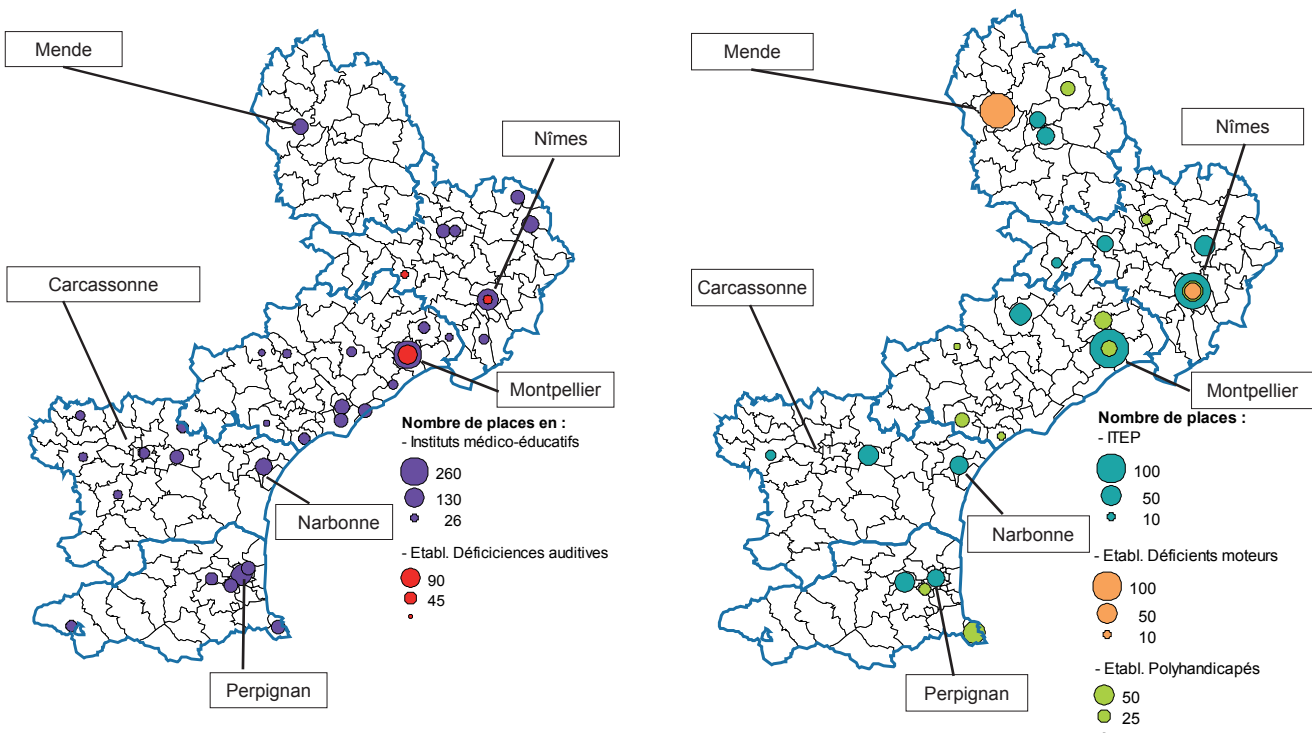 Mende
Nîmes
Carcassonne
Montpellier
Nombre de places en :
- Instituts médico-éducatifs
260
130
26
Narbonne
- Etabl. Déficiciences auditives
90
45
Perpignan
Mende
Nîmes
Carcassonne
Montpellier
Nombre de places :
- ITEP
100
50
10
Narbonne
- Etabl. Déficients moteurs
100
50
10
- Etabl. Polyhandicapés
50
25
Perpignan